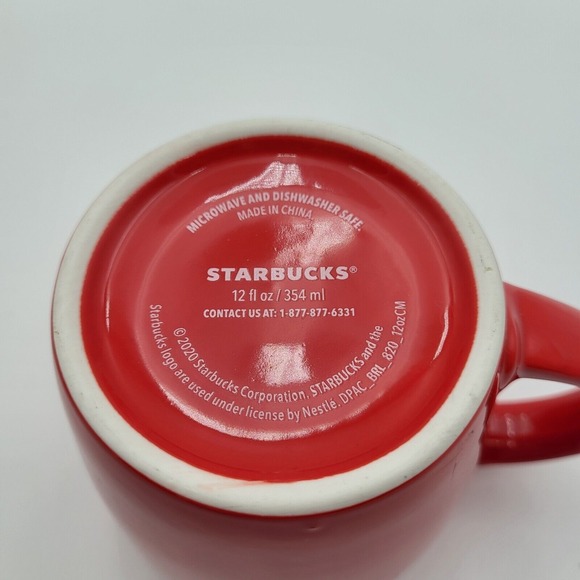 MICROWAVE AND DISHWASHER SAFE.
MADE IN CHINA.
STARBUCKS®
12 fl oz / 354 ml
CONTACT US AT: 1-877-877-6331
©2020 Starbucks Corporation. STARBUCKS and the
Starbucks logo are used under license by Nestlé. DPAC_BRL_820_12ozCM